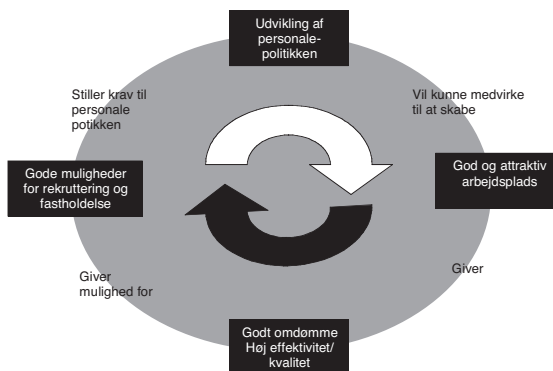 Udvikling af
personale-
politikken
Vil kunne medvirke
til at skabe
God og attraktiv
arbejdsplads
Giver
Godt omdømme
Høj effektivitet/
kvalitet
Giver
mulighed for
Gode muligheder
for rekruttering og
fastholdelse
Stiller krav til
personale
potikken